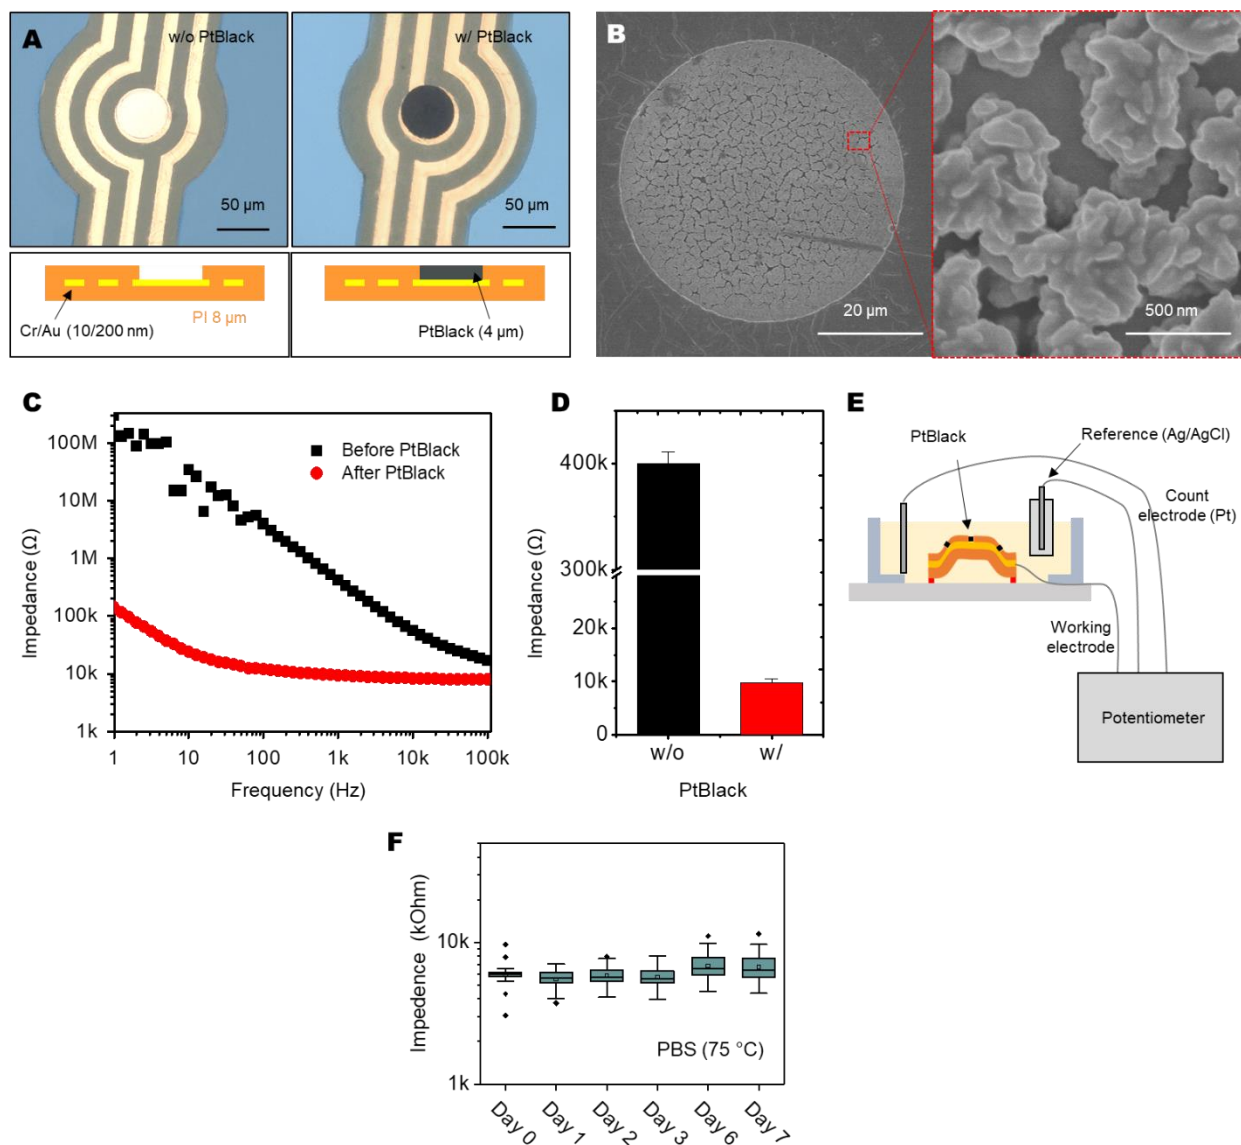 A
w/o PtBlack
50 µm
w/ PtBlack
50 µm
Cr/Au (10/200 nm)
PI 8 µm
PtBlack (4 µm)
B
20 µm
500 nm
C
Impedance (Ω)
100M
10M
1M
100k
10k
1k
Before PtBlack
After PtBlack
1
10
100
1k
10k
100k
Frequency (Hz)
D
Impedance (Ω)
400k
300k
20k
10k
0
w/o
w/
PtBlack
E
PtBlack
Reference (Ag/AgCl)
Count
electrode (Pt)
Working
electrode
Potentiometer
F
Impedence (kOhm)
10k
1k
PBS (75 °C)
Day 0
Day 1
Day 2
Day 3
Day 6
Day 7